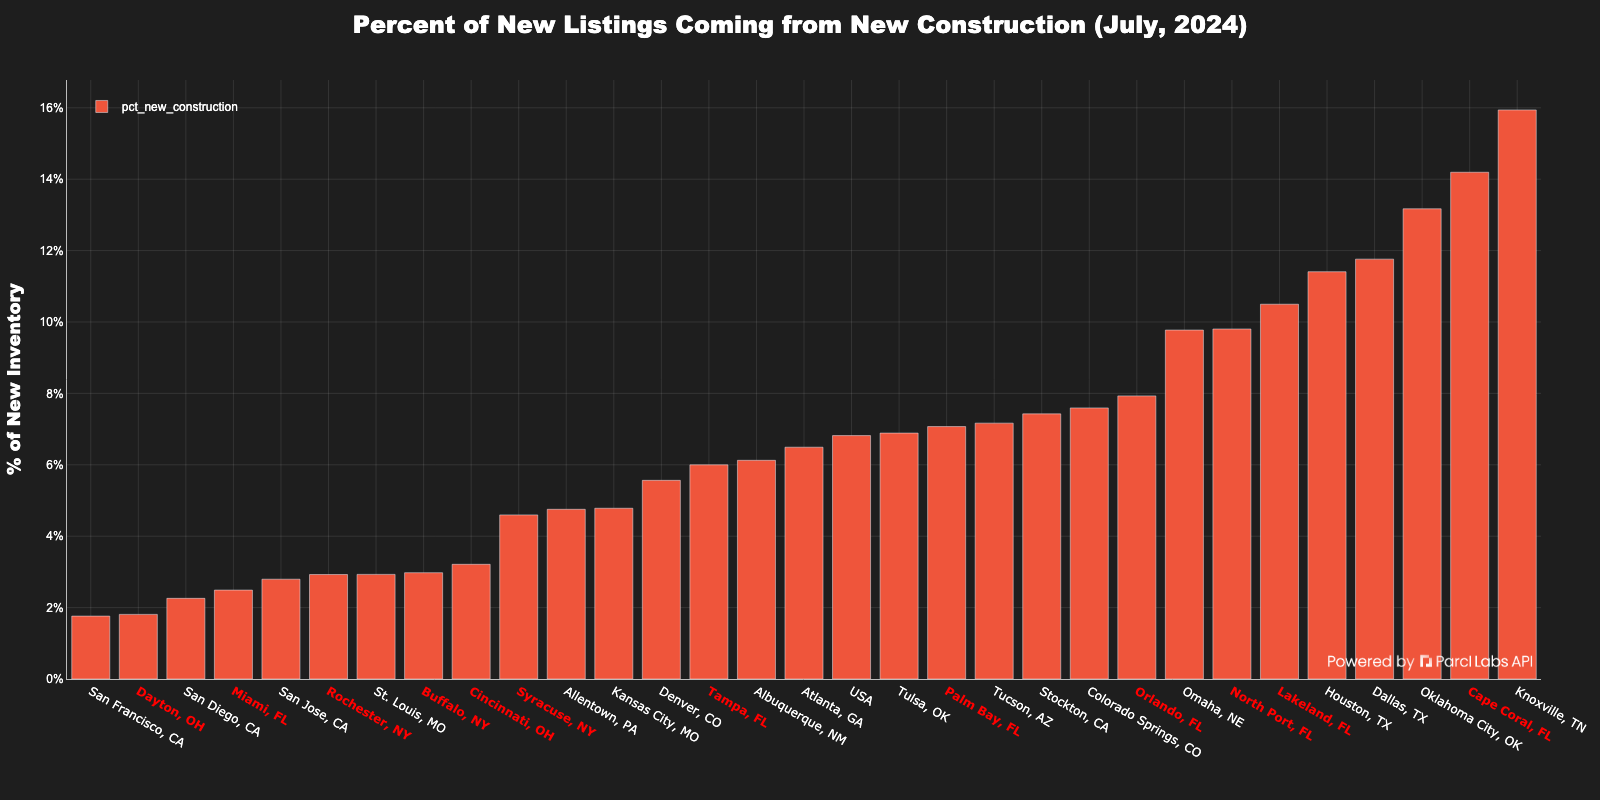 Percent of New Listings Coming from New Construction (July, 2024)
pct_new_construction
% of New Inventory
16%
14%
12%
10%
8%
6%
4%
2%
0%
San Francisco, CA
Dayton, OH
San Diego, CA
Miami, FL
San Jose, CA
Rochester, NY
St. Louis, MO
Buffalo, NY
Cincinnati, OH
Syracuse, NY
Allentown, PA
Kansas City, MO
Denver, CO
Tampa, FL
Albuquerque, NM
Atlanta, GA
USA
Tulsa, OK
Palm Bay, FL
Tucson, AZ
Stockton, CA
Colorado Springs, CO
Orlando, FL
Omaha, NE
North Port, FL
Lakeland, FL
Houston, TX
Dallas, TX
Oklahoma City, OK
Cape Coral, FL
Knoxville, TN
Powered by Parcl Labs API